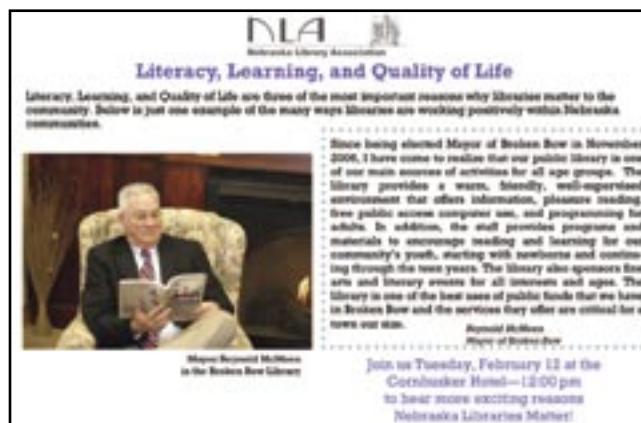 NLA
Nebraska Library Association
Literacy, Learning, and Quality of Life
Literacy, Learning, and Quality of Life are three of the most important reasons why libraries matter to the
community. Below is just one example of the many ways libraries are working positively within Nebraska
communities.
Since being elected Mayor of Broken Bow in November
2006, I have come to realize that our public library is one
of our main sources of activities for all age groups. The
library provides a warm, friendly, well-supervised
environment that offers information, pleasure reading,
free public access computer use, and programming for
adults. In addition, the staff provides programs and
materials to encourage reading and learning for our
community's youth, starting with newborns and continu-
ing through the teen years. The library also sponsors fine
arts and literary events for all interests and ages. The
library is one of the best uses of public funds that we have
in Broken Bow and the services they offer are critical for a
town our size.
McMeen
Mayor of Broken Bow
Mayor McMeen
in the Broken Bow Library
Join us Tuesday, February 12 at the
Cornhusker Hotel—12:00 pm
to hear more exciting reasons
Nebraska Libraries Matter!